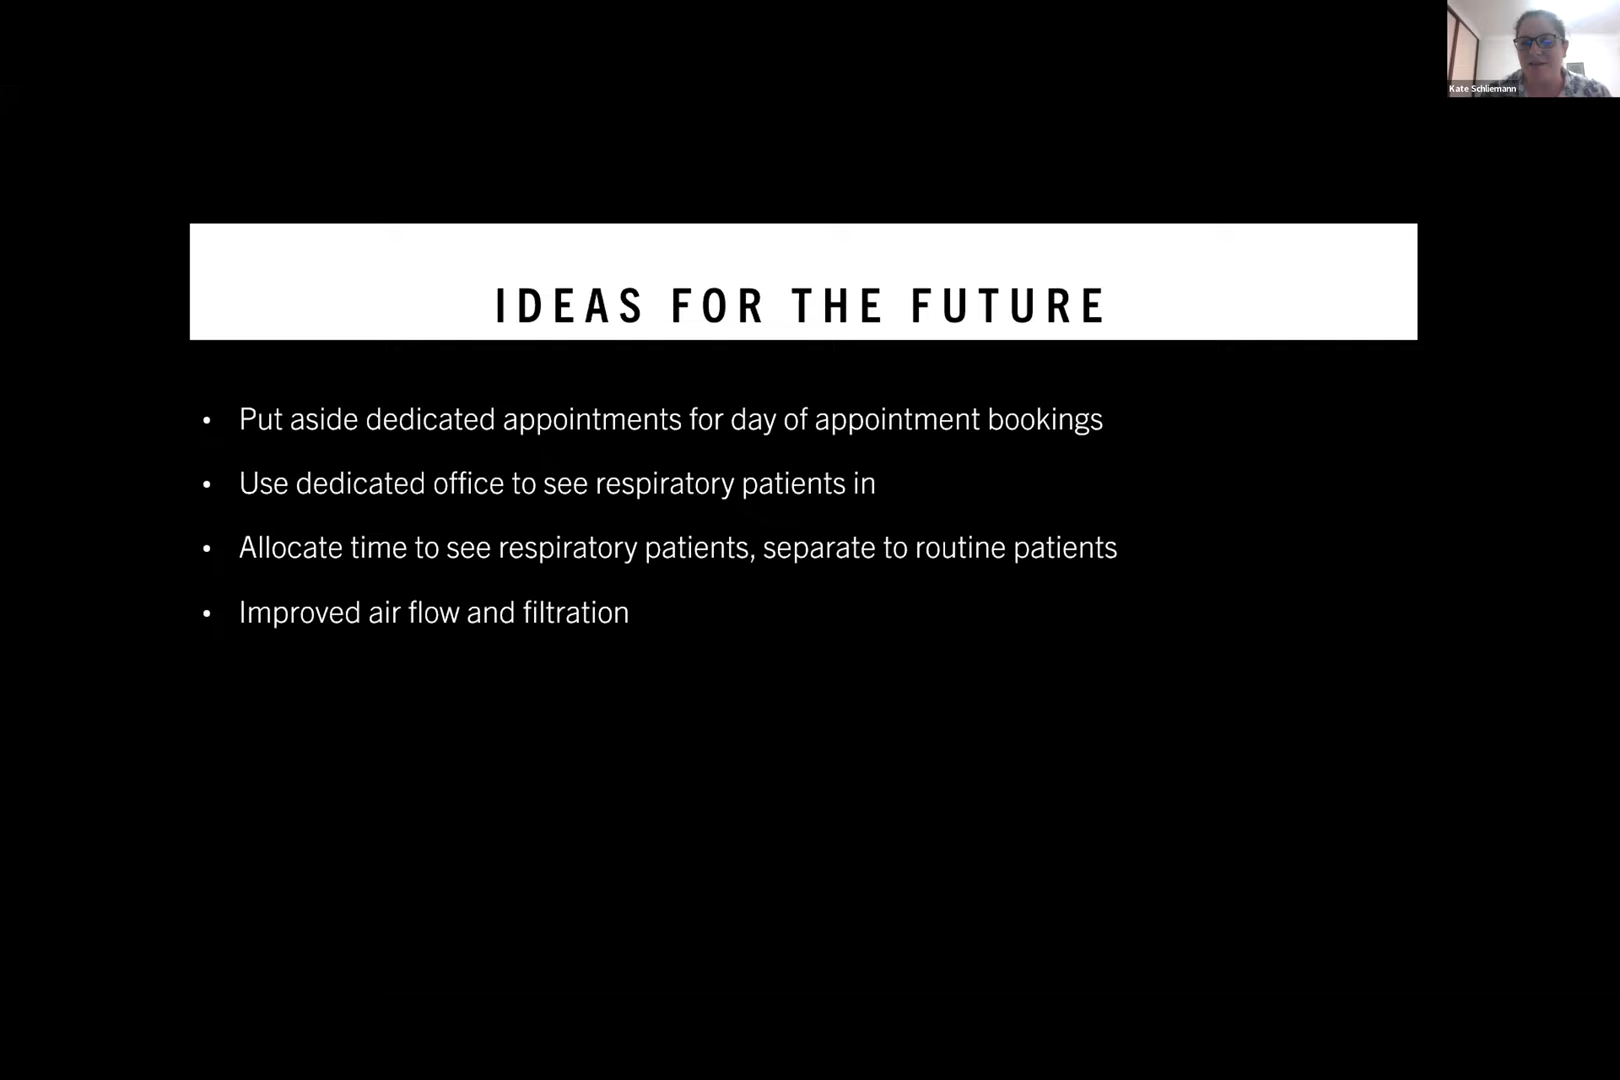 Kate Schliemann
IDEAS FOR THE FUTURE
• Put aside dedicated appointments for day of appointment bookings
• Use dedicated office to see respiratory patients in
• Allocate time to see respiratory patients, separate to routine patients
• Improved air flow and filtration